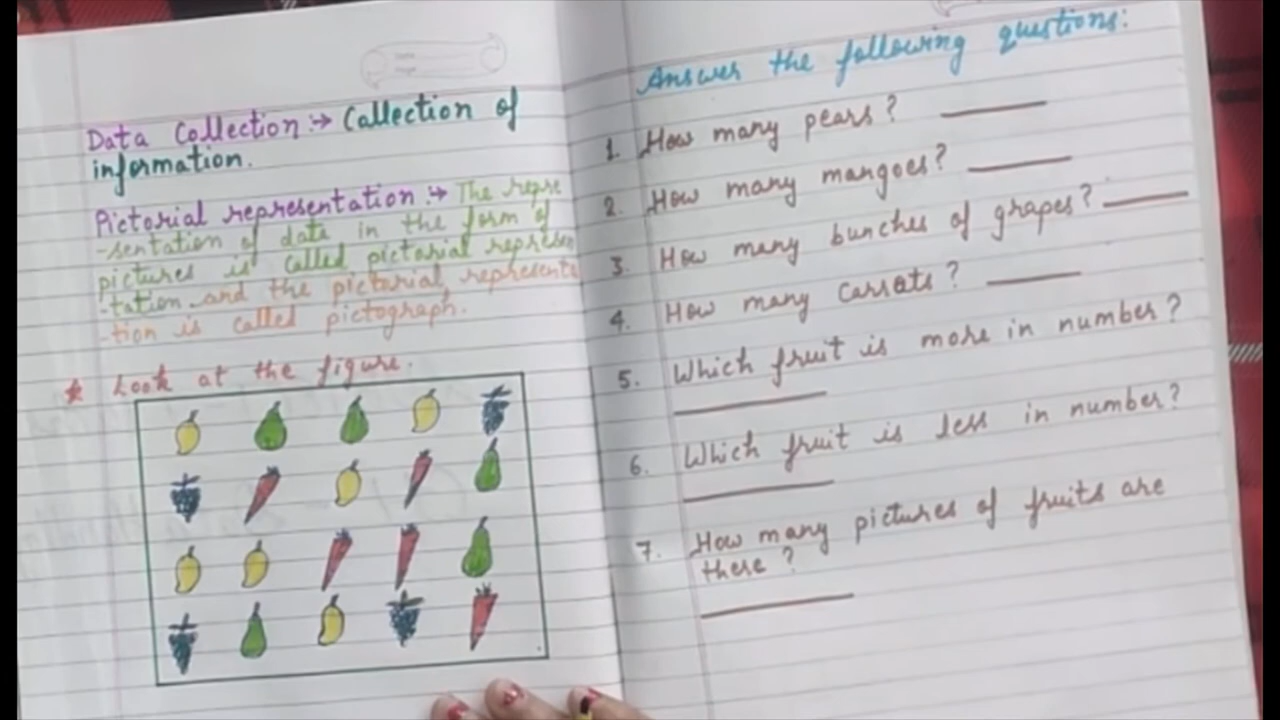 Data Collection :→ Collection of
information.
Pictorial representation :→ The repre
-sentation of data in the form of
pictures is called pictorial represen
-tation and the pictorial representa
-tion is called pictograph.
* Look at the figure.
Answer the following questions:
1. How many pears?
2. How many mangoes?
3. How many bunches of grapes?
4. How many carrots?
5. Which fruit is more in number?
6. Which fruit is less in number?
7. How many pictures of fruits are
there?